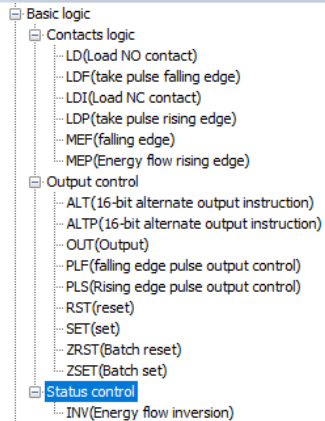 Basic logic
Contacts logic
LD(Load NO contact)
LDF(take pulse falling edge)
LDI(Load NC contact)
LDP(take pulse rising edge)
MEF(falling edge)
MEP(Energy flow rising edge)
Output control
ALT(16-bit alternate output instruction)
ALTP(16-bit alternate output instruction)
OUT(Output)
PLF(falling edge pulse output control)
PLS(Rising edge pulse output control)
RST(reset)
SET(set)
ZRST(Batch reset)
ZSET(Batch set)
Status control
INV(Energy flow inversion)